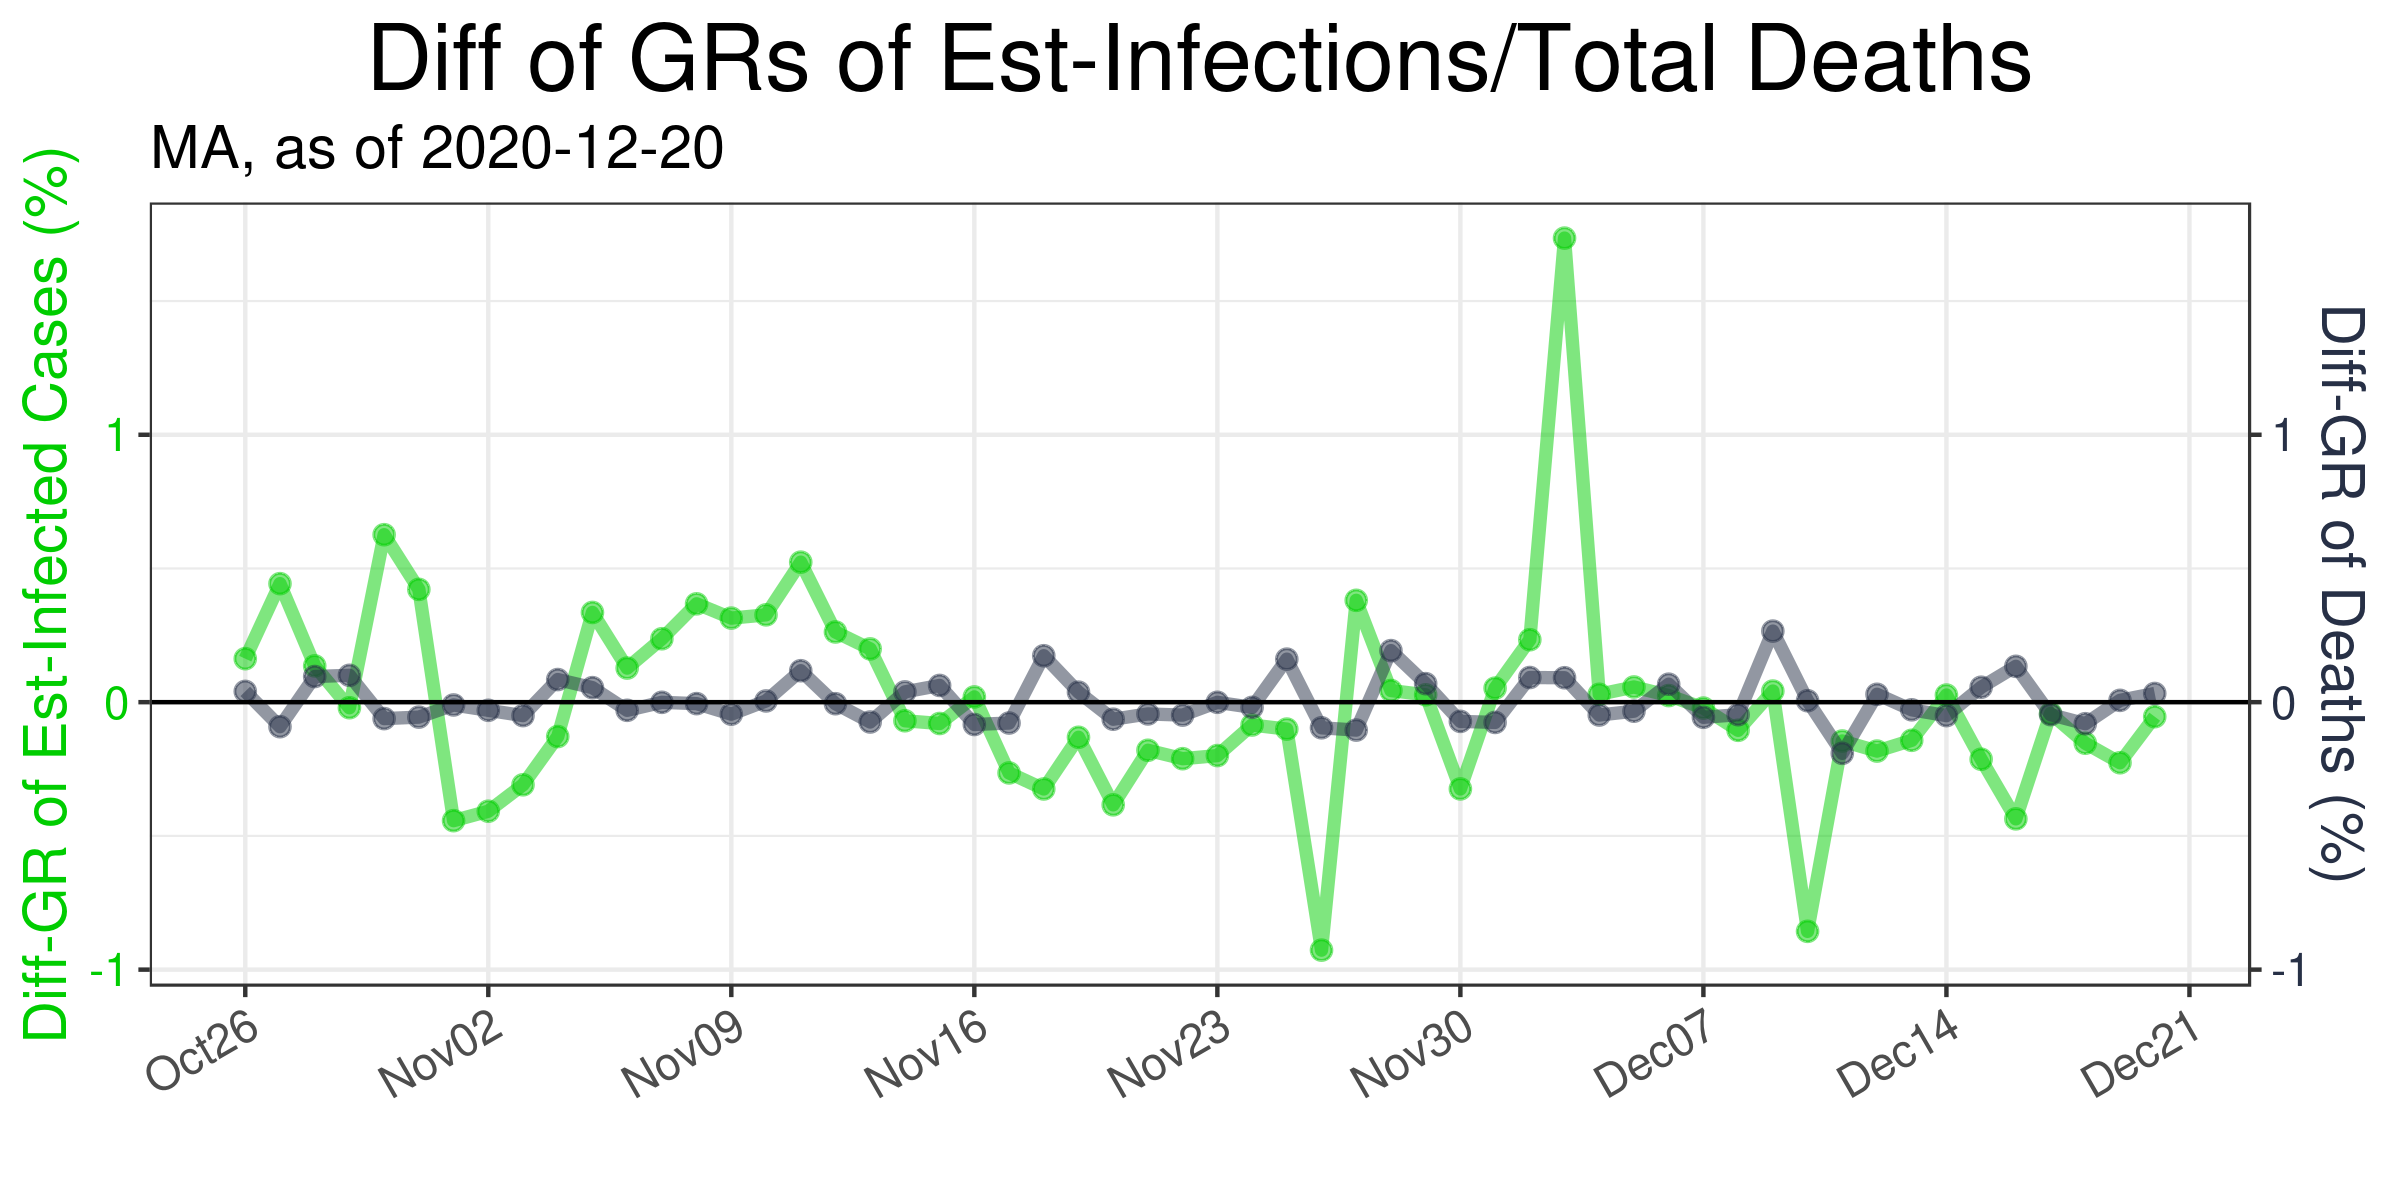 Diff of GRs of Est-Infections/Total Deaths
MA, as of 2020-12-20
Diff-GR of Est-Infected Cases (%)
1
0
-1
1
0
-1
Diff-GR of Deaths (%)
Oct26
Nov02
Nov09
Nov16
Nov23
Nov30
Dec07
Dec14
Dec21